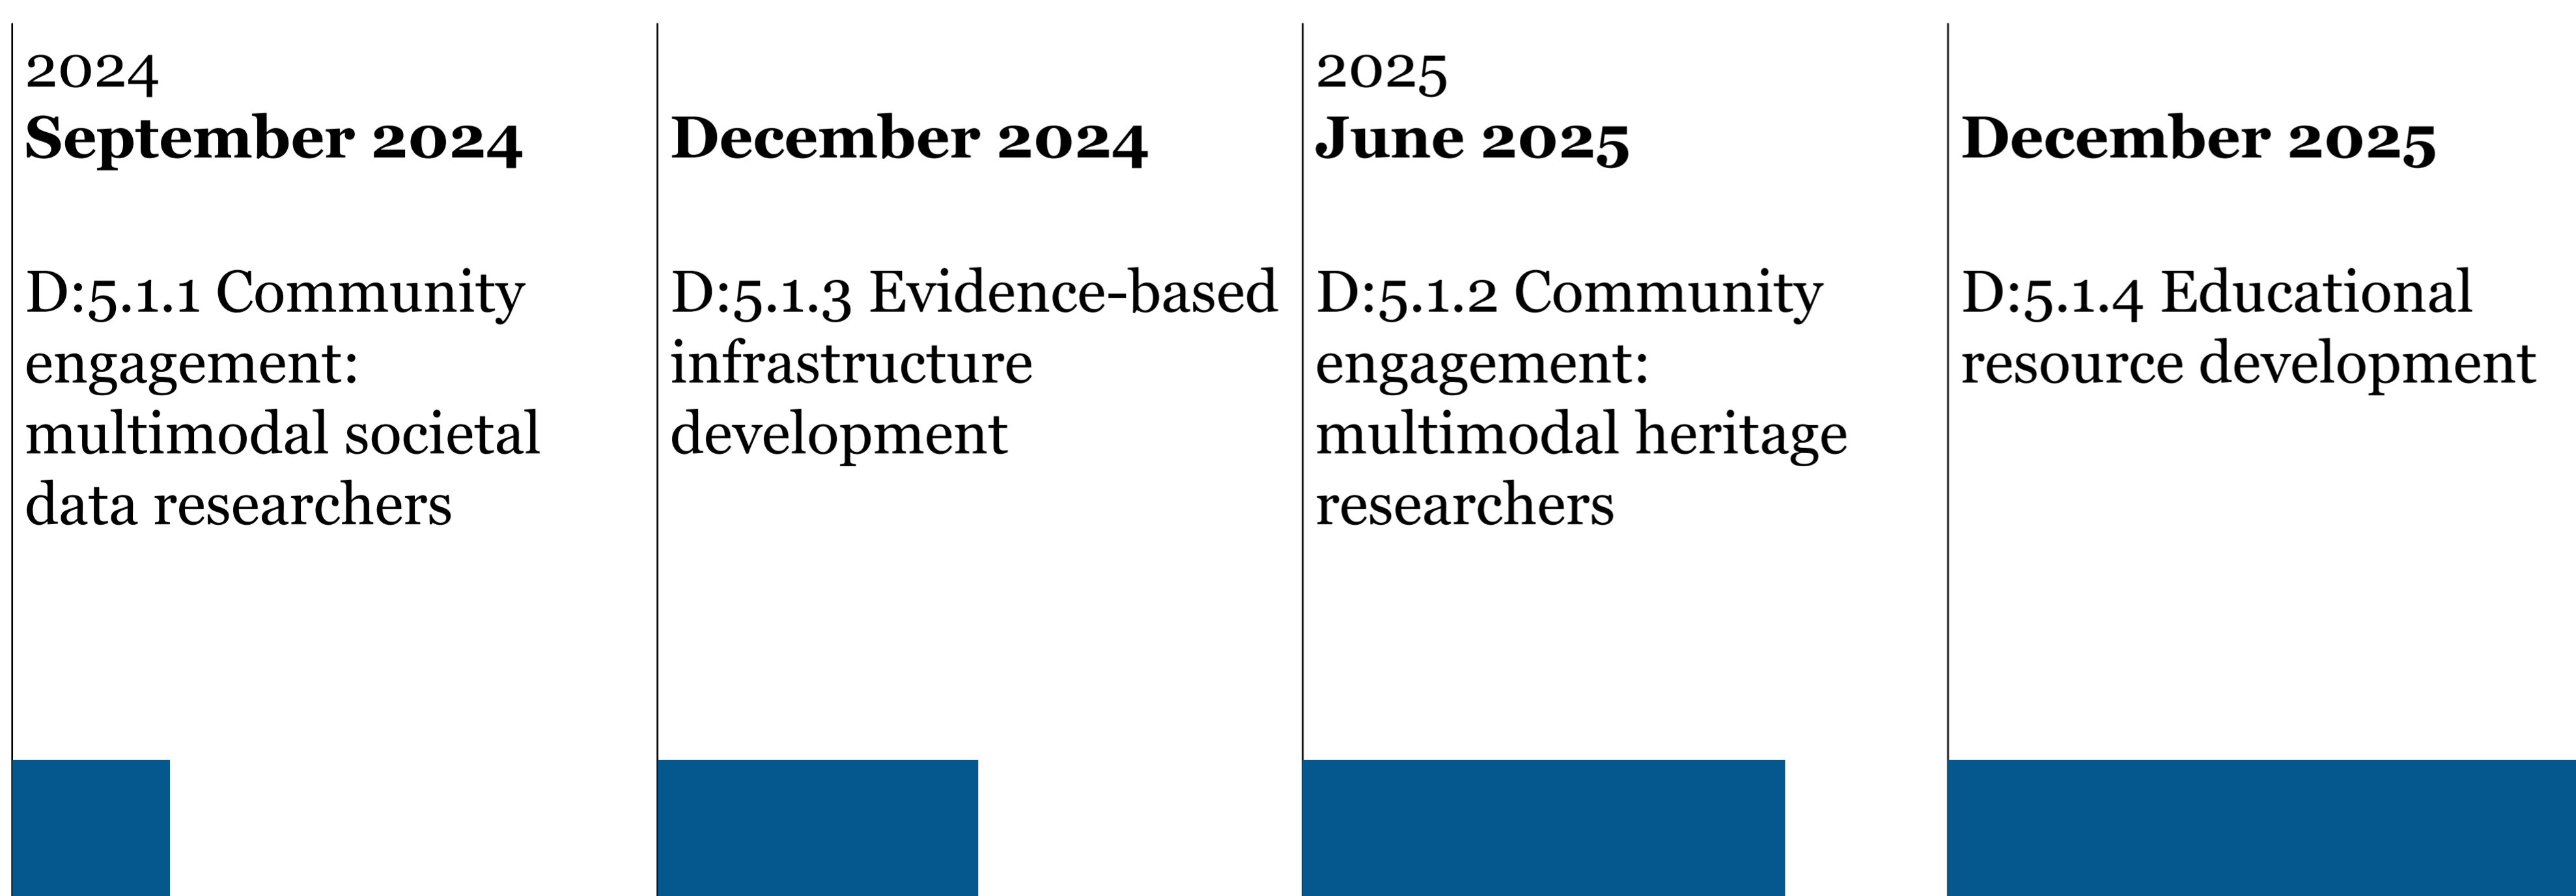 2024
September 2024
D:5.1.1 Community
engagement:
multimodal societal
data researchers
December 2024
D:5.1.3 Evidence-based
infrastructure
development
2025
June 2025
D:5.1.2 Community
engagement:
multimodal heritage
researchers
December 2025
D:5.1.4 Educational
resource development